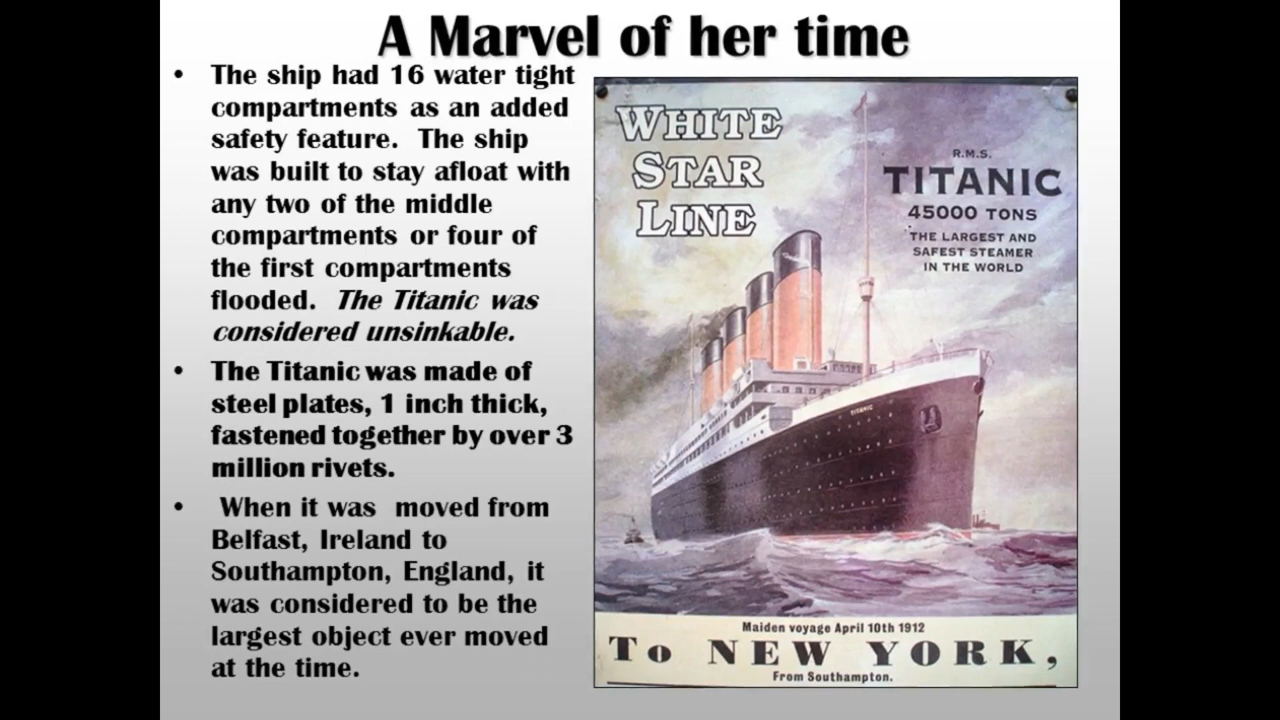 A Marvel of her time
• The ship had 16 water tight
compartments as an added
safety feature. The ship
was built to stay afloat with
any two of the middle
compartments or four of
the first compartments
flooded. The Titanic was
considered unsinkable.
• The Titanic was made of
steel plates, 1 inch thick,
fastened together by over 3
million rivets.
• When it was moved from
Belfast, Ireland to
Southampton, England, it
was considered to be the
largest object ever moved
at the time.
WHITE
STAR
LINE
R.M.S.
TITANIC
45000 TONS
THE LARGEST AND
SAFEST STEAMER
IN THE WORLD
TITANIC
Maiden voyage April 10th 1912
To NEW YORK,
From Southampton.